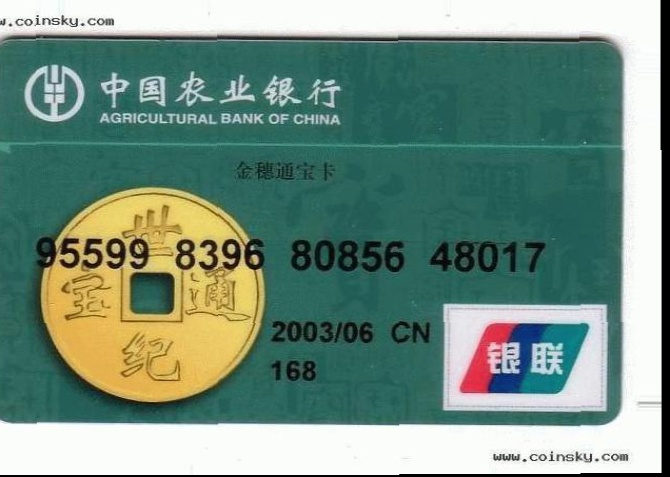 w.coinsky.com
中国农业银行
AGRICULTURAL BANK OF CHINA
金穗通宝卡
世
95599 8396 80856 48017
宝 通
纪
2003/06 CN
168
银联
www.coinsky.com